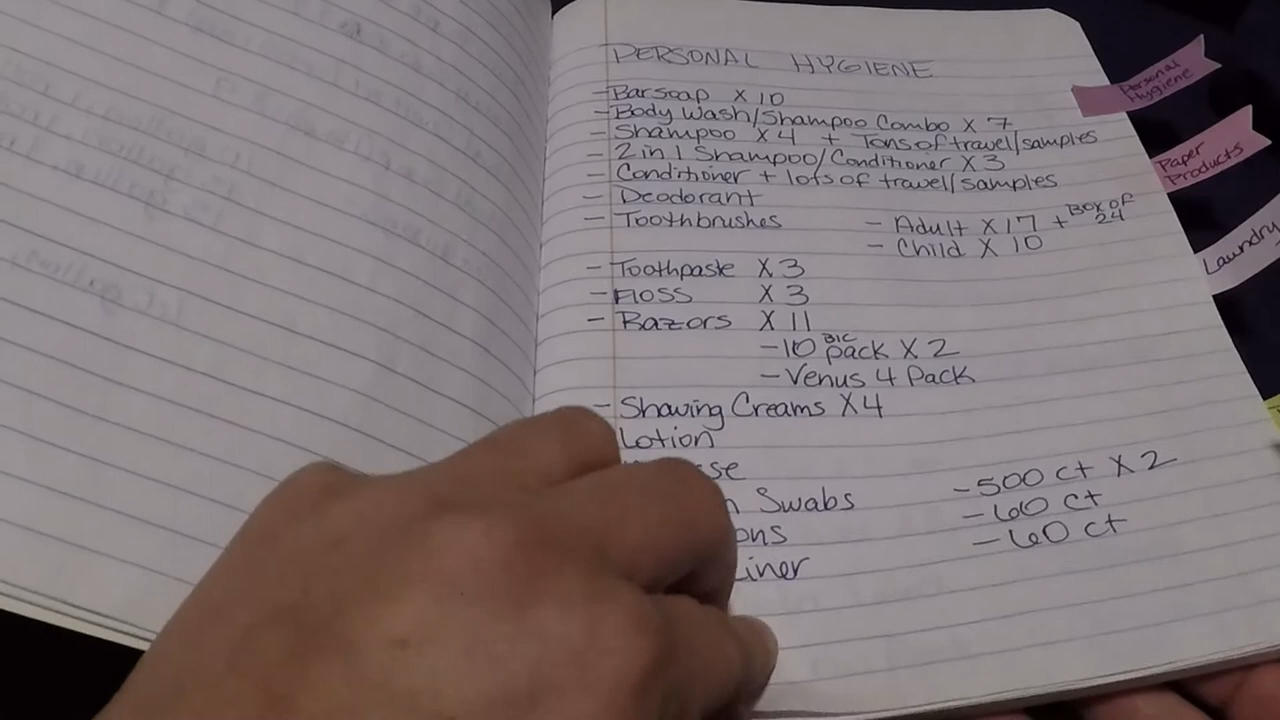 PERSONAL HYGIENE
- Bar soap X 10
- Body Wash/Shampoo Combo X 7
- Shampoo X 4 + Tons of travel/samples
- 2 in 1 Shampoo/Conditioner X 3
- Conditioner + lots of travel/samples
- Deodorant
- Toothbrushes - Adult X 17 + Box of 24
- Child X 10
- Toothpaste X 3
- Floss X 3
- Razors X 11
- 10 BIC pack X 2
- Venus 4 Pack
- Shaving Creams X 4
Lotion
Swabs - 500 ct X 2
- 60 ct
- 60 ct
Liner
Personal Hygiene
Paper Products
Laundry